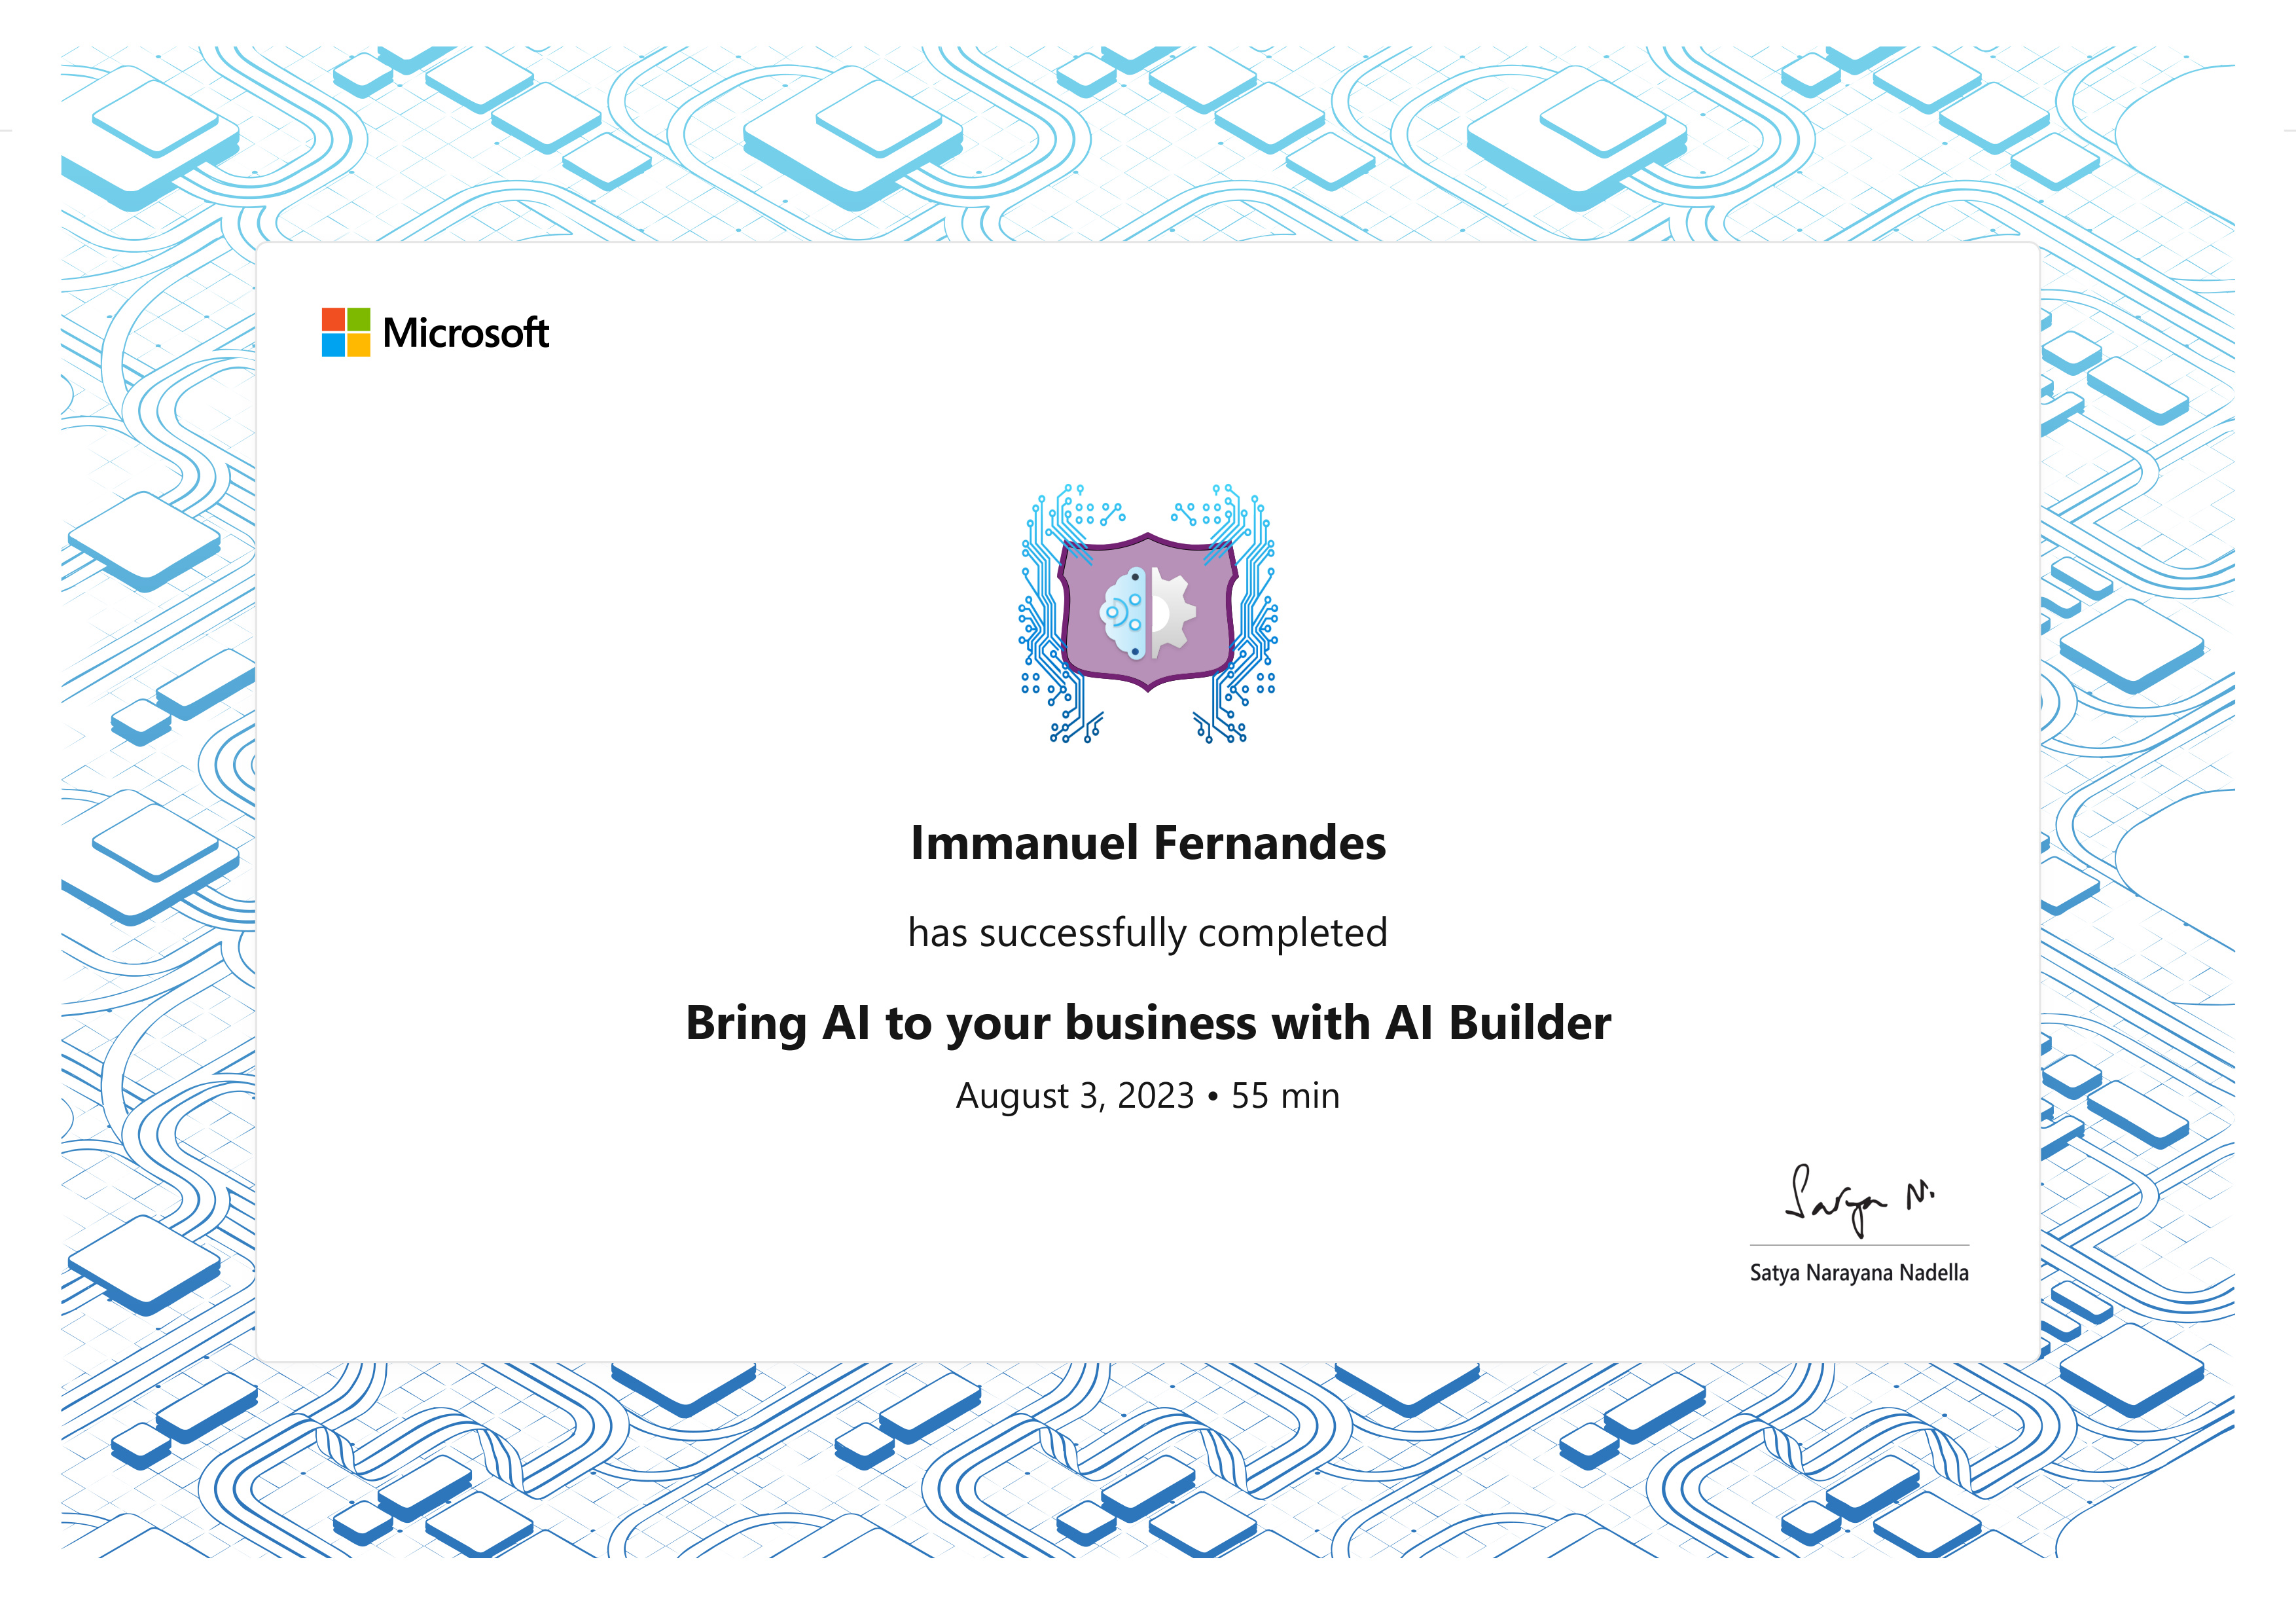 Microsoft
Immanuel Fernandes
has successfully completed
Bring AI to your business with AI Builder
August 3, 2023 • 55 min
Satya N.
Satya Narayana Nadella